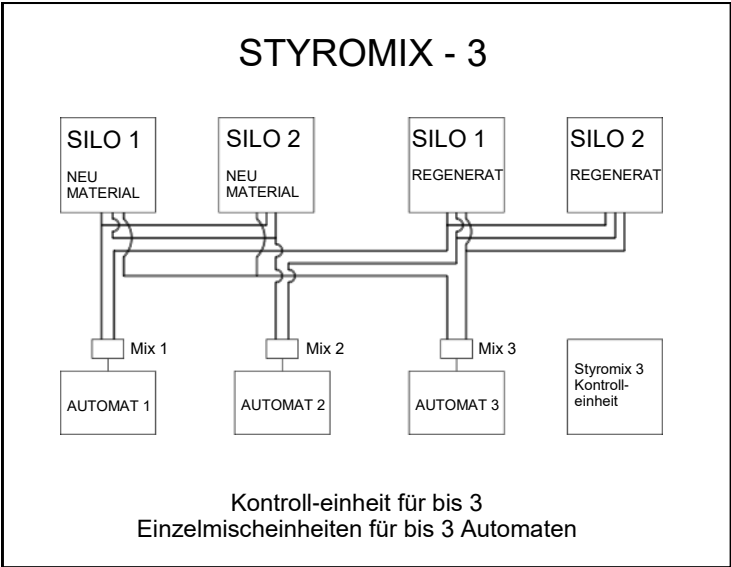 STYROMIX - 3
SILO 1
NEU
MATERIAL
SILO 2
NEU
MATERIAL
SILO 1
REGENERAT
SILO 2
REGENERAT
Mix 1
Mix 2
Mix 3
AUTOMAT 1
AUTOMAT 2
AUTOMAT 3
Styromix 3
Kontroll-
einheit
Kontroll-einheit für bis 3
Einzelmischeinheiten für bis 3 Automaten